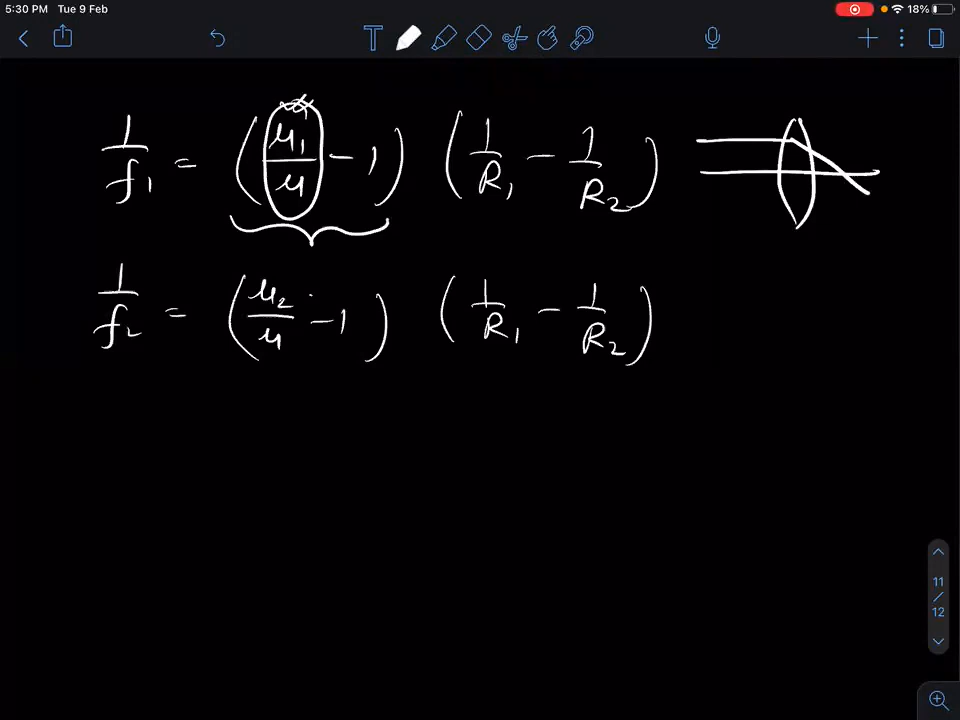 5:30 PM Tue 9 Feb 18%
T
1/f₁ = (μ₁/μ − 1) (1/R₁ − 1/R₂)
1/f₂ = (μ₂/μ − 1) (1/R₁ − 1/R₂)
11
/
12